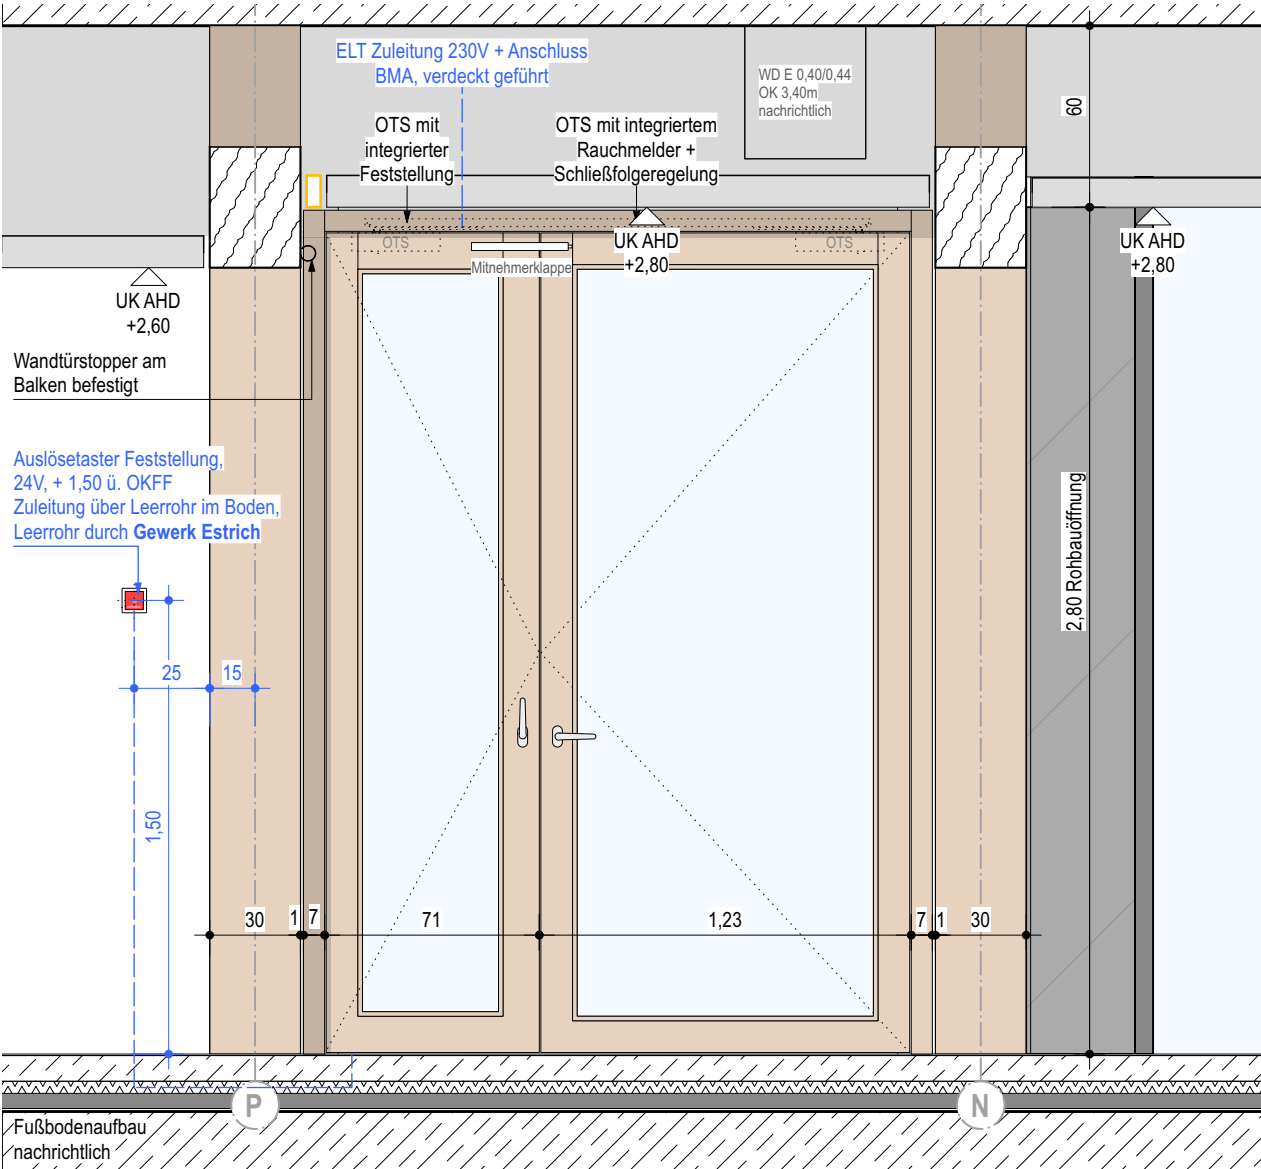 ELT Zuleitung 230V + Anschluss
BMA, verdeckt geführt
WD E 0,40/0,44
OK 3,40m
nachrichtlich
60
OTS mit
integrierter
Feststellung
OTS mit integriertem
Rauchmelder +
Schließfolgeregelung
OTS
OTS
Mitnehmerklappe
UK AHD
+2,80
UK AHD
+2,80
UK AHD
+2,60
Wandtürstopper am
Balken befestigt
Auslösetaster Feststellung,
24V, + 1,50 ü. OKFF
Zuleitung über Leerrohr im Boden,
Leerrohr durch Gewerk Estrich
2,80 Rohbauöffnung
25
15
1,50
30
1
7
71
1,23
7
1
30
P
N
Fußbodenaufbau
nachrichtlich